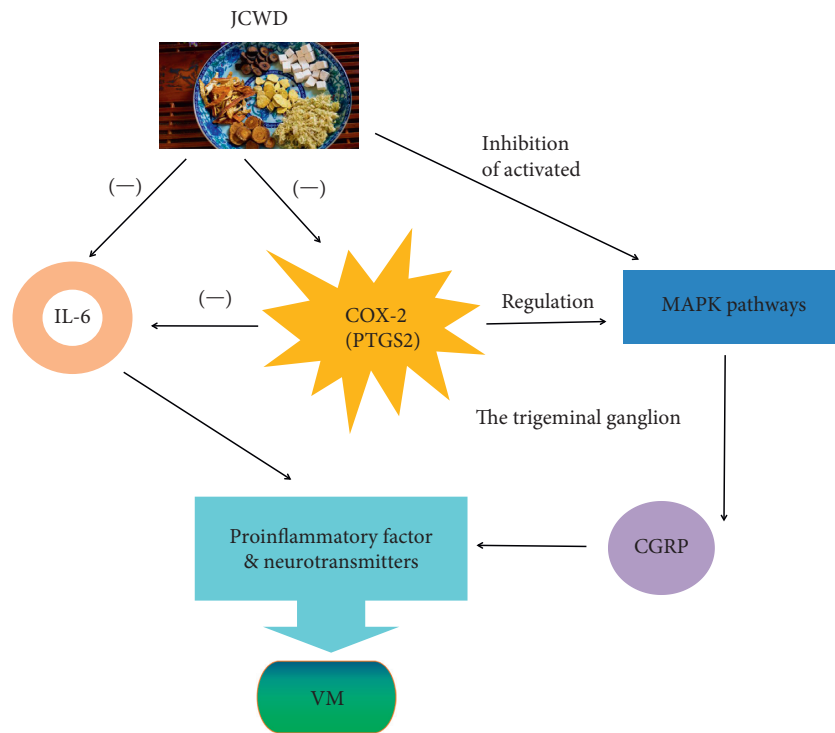 JCWD
Inhibition
of activated
(—)
(—)
IL-6
(—)
COX-2
(PTGS2)
Regulation
MAPK pathways
The trigeminal ganglion
Proinflammatory factor
& neurotransmitters
CGRP
VM